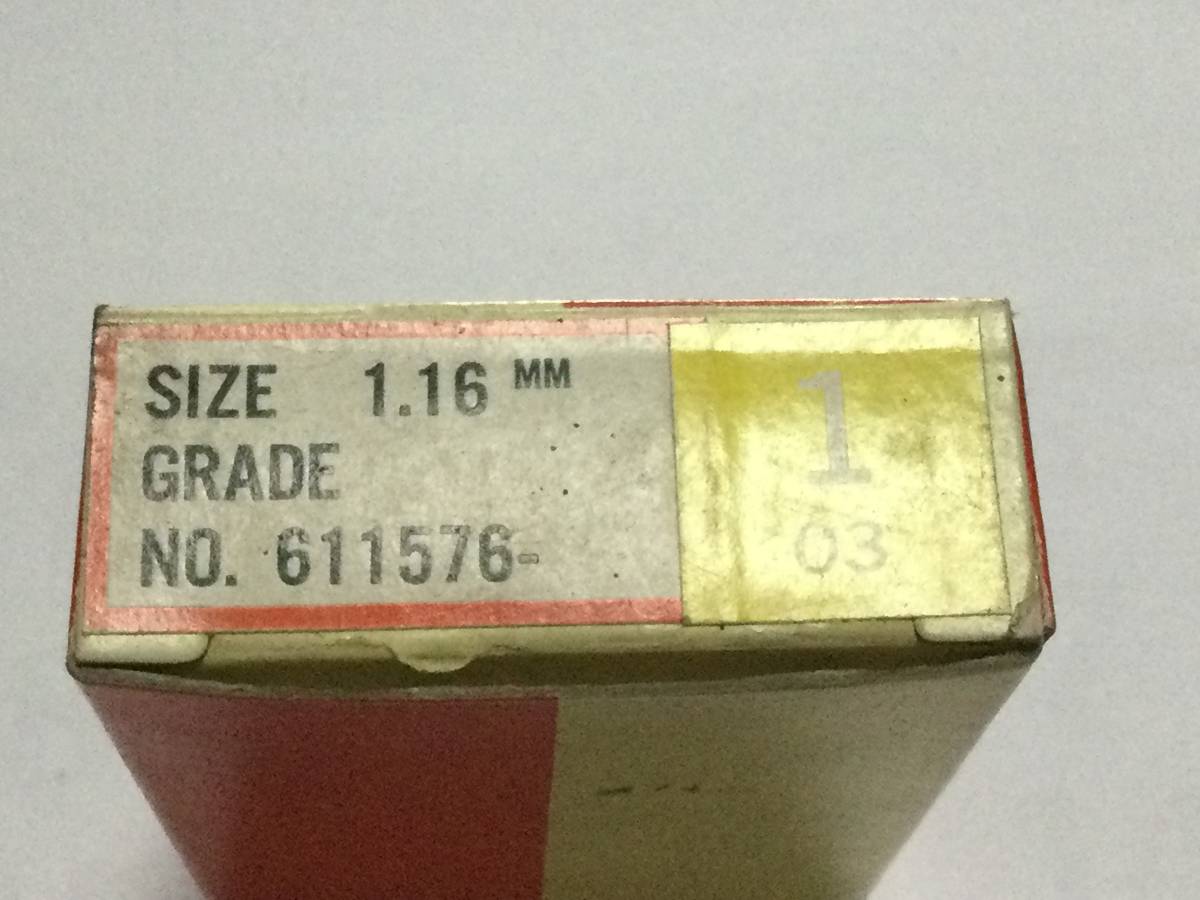 SIZE 1.16 MM
GRADE
NO. 611576-
1
03